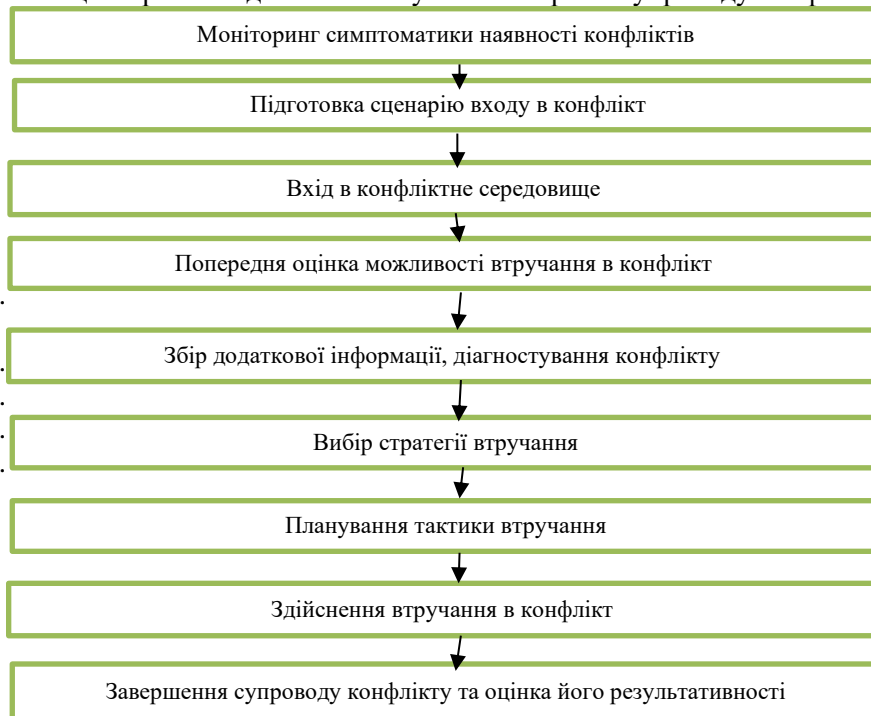 Моніторинг симптоматики наявності конфліктів
Підготовка сценарію входу в конфлікт
Вхід в конфліктне середовище
Попередня оцінка можливості втручання в конфлікт
Збір додаткової інформації, діагностування конфлікту
Вибір стратегії втручання
Планування тактики втручання
Здійснення втручання в конфлікт
Завершення супроводу конфлікту та оцінка його результативності